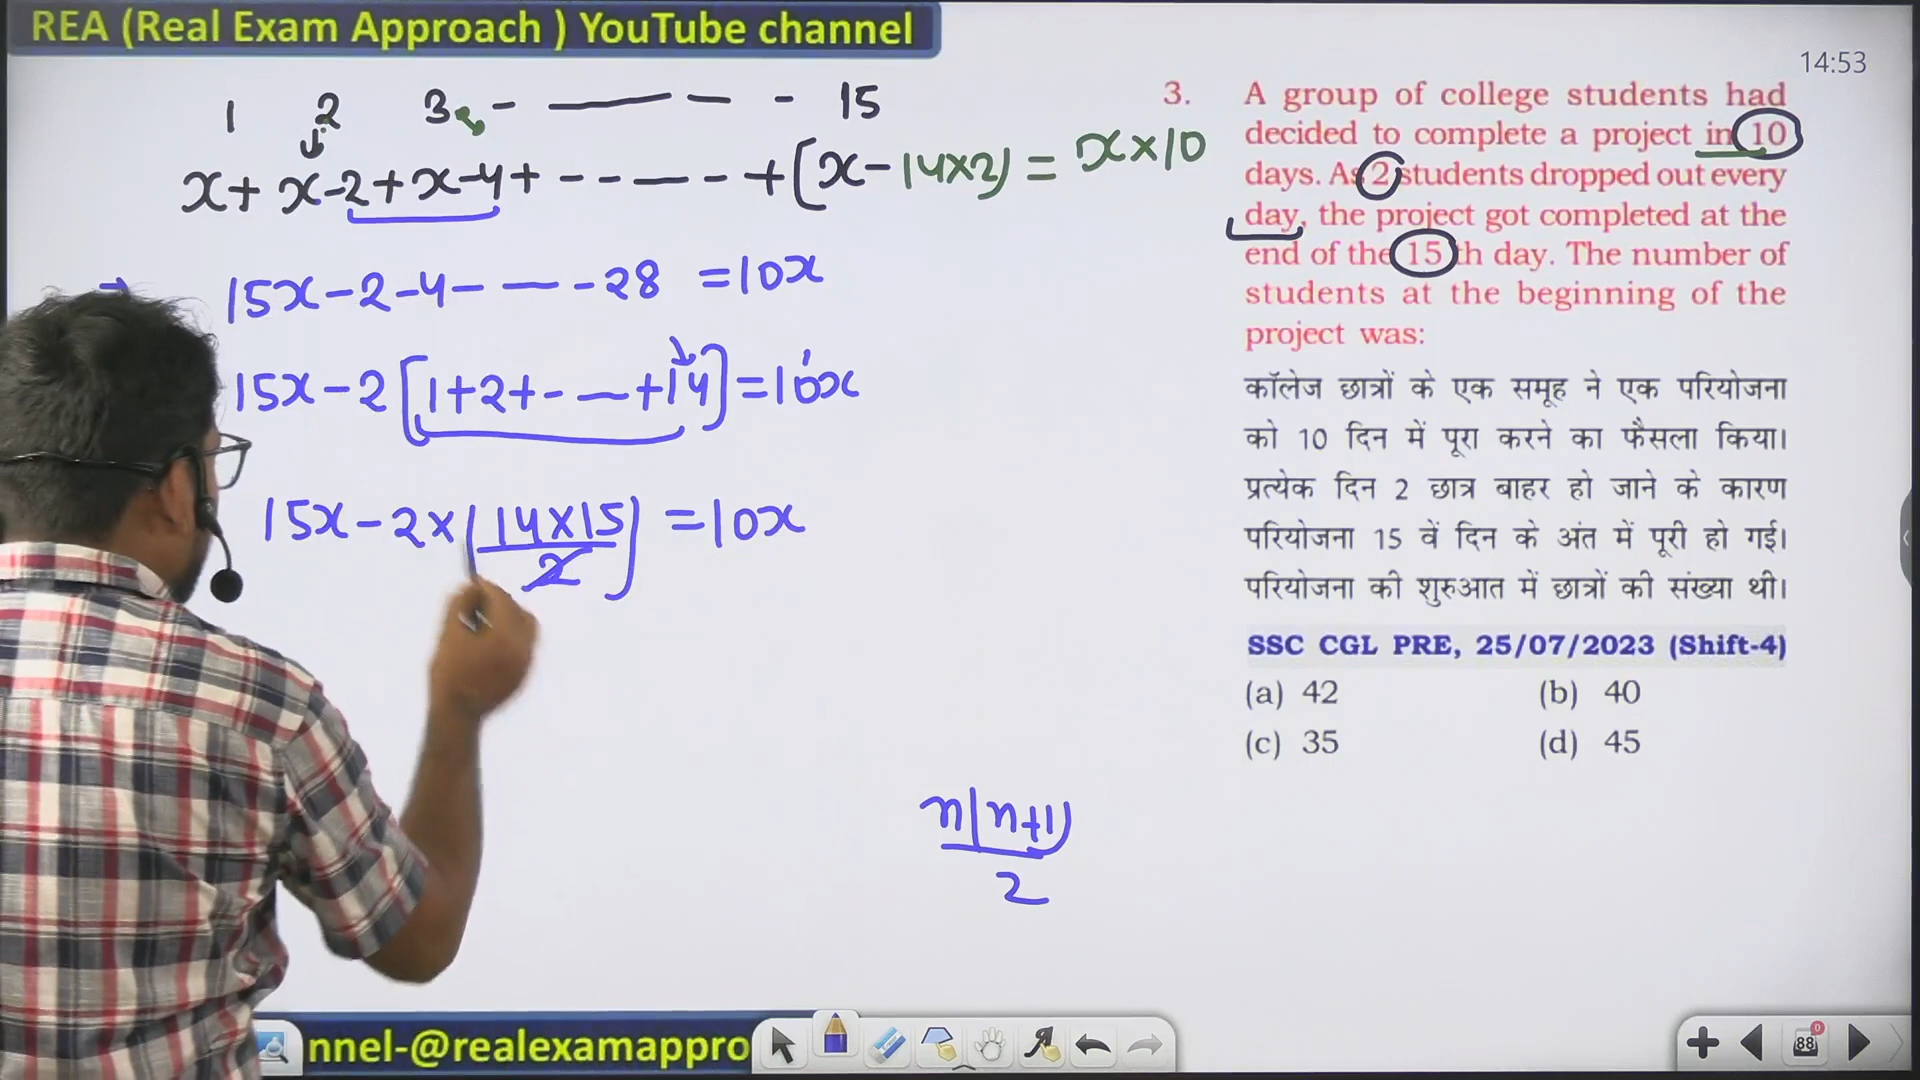 REA (Real Exam Approach ) YouTube channel
14:53
1 2 3 - — — - 15
x + x-2 + x-4 + - - — - - + (x - 14×2) = x×10
15x - 2 - 4 - — - - 28 = 10x
15x - 2 [1+2+ - — +14] = 10x
15x - 2 × (14×15/2) = 10x
n(n+1)
2
3. A group of college students had
decided to complete a project in 10
days. As 2 students dropped out every
day, the project got completed at the
end of the 15 th day. The number of
students at the beginning of the
project was:
कॉलेज छात्रों के एक समूह ने एक परियोजना
को 10 दिन में पूरा करने का फैसला किया।
प्रत्येक दिन 2 छात्र बाहर हो जाने के कारण
परियोजना 15 वें दिन के अंत में पूरी हो गई।
परियोजना की शुरुआत में छात्रों की संख्या थी।
SSC CGL PRE, 25/07/2023 (Shift-4)
(a) 42 (b) 40
(c) 35 (d) 45
nnel-@realexamappro
88
0